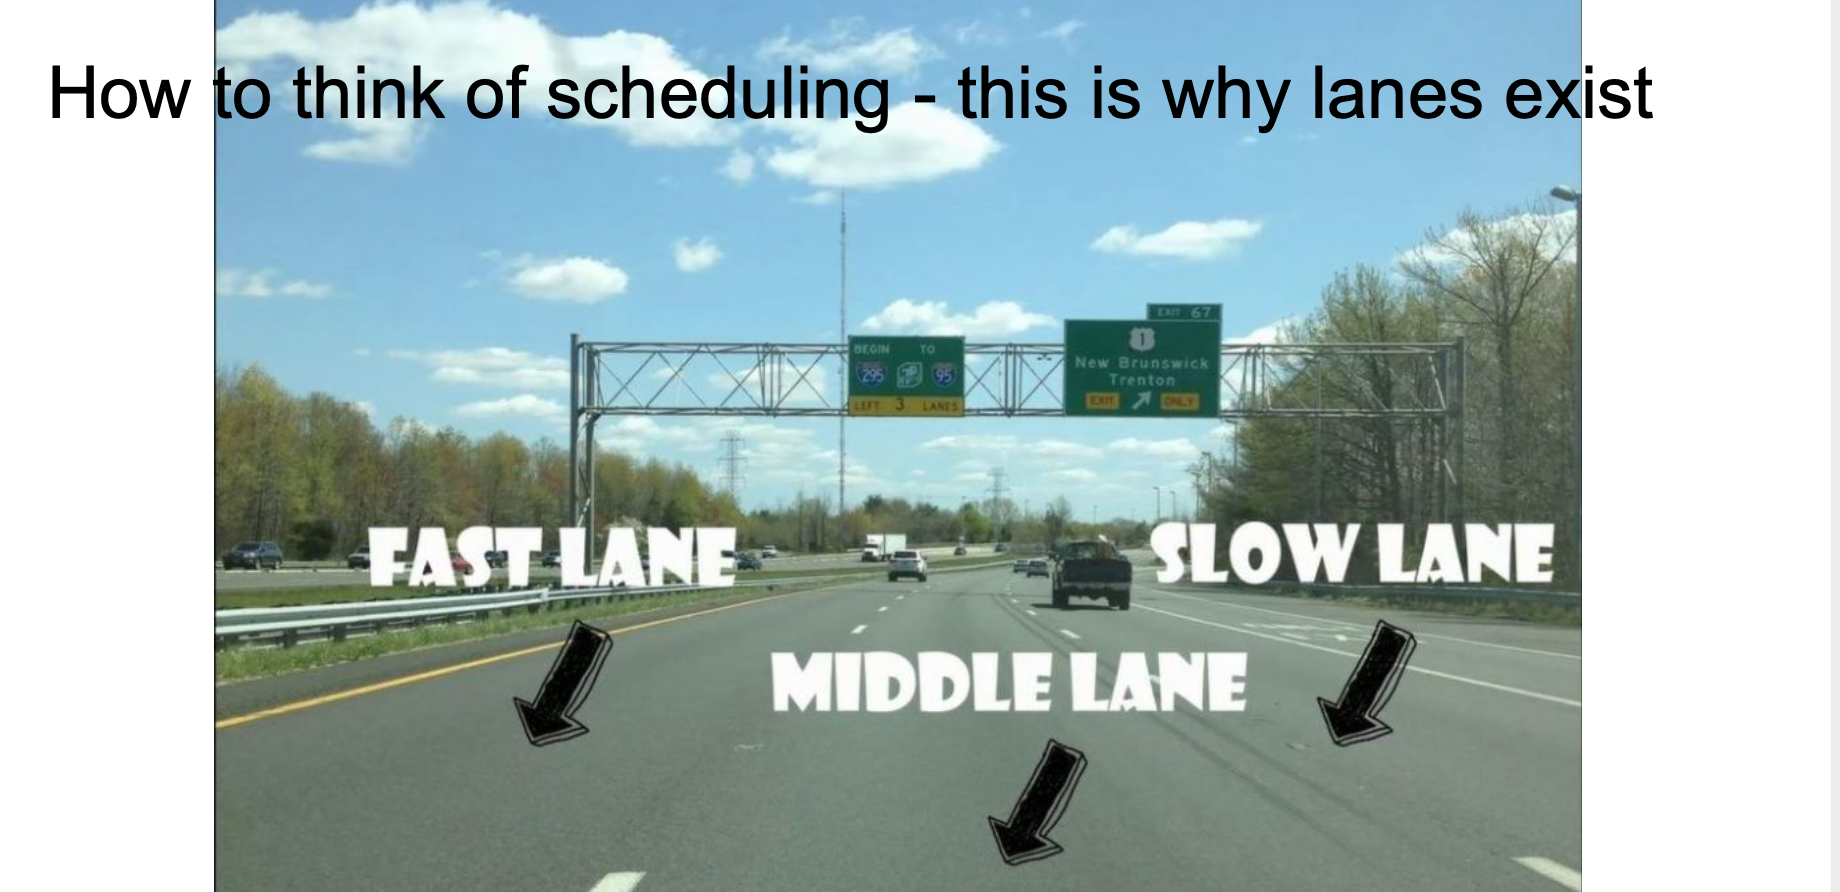 How to think of scheduling - this is why lanes exist
EXIT 67
BEGIN TO
295 95
LEFT 3 LANES
1
New Brunswick
Trenton
EXIT ONLY
FAST LANE
SLOW LANE
MIDDLE LANE